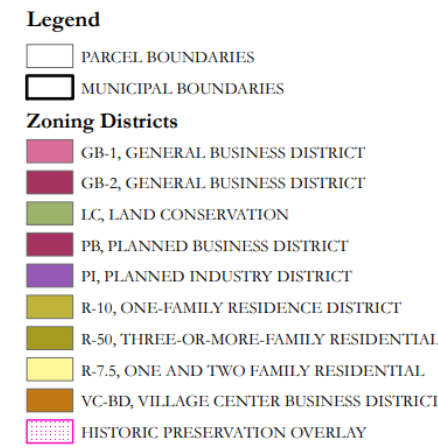 Legend
PARCEL BOUNDARIES
MUNICIPAL BOUNDARIES
Zoning Districts
GB-1, GENERAL BUSINESS DISTRICT
GB-2, GENERAL BUSINESS DISTRICT
LC, LAND CONSERVATION
PB, PLANNED BUSINESS DISTRICT
PI, PLANNED INDUSTRY DISTRICT
R-10, ONE-FAMILY RESIDENCE DISTRICT
R-50, THREE-OR-MORE-FAMILY RESIDENTIAL
R-7.5, ONE AND TWO FAMILY RESIDENTIAL
VC-BD, VILLAGE CENTER BUSINESS DISTRICT
HISTORIC PRESERVATION OVERLAY